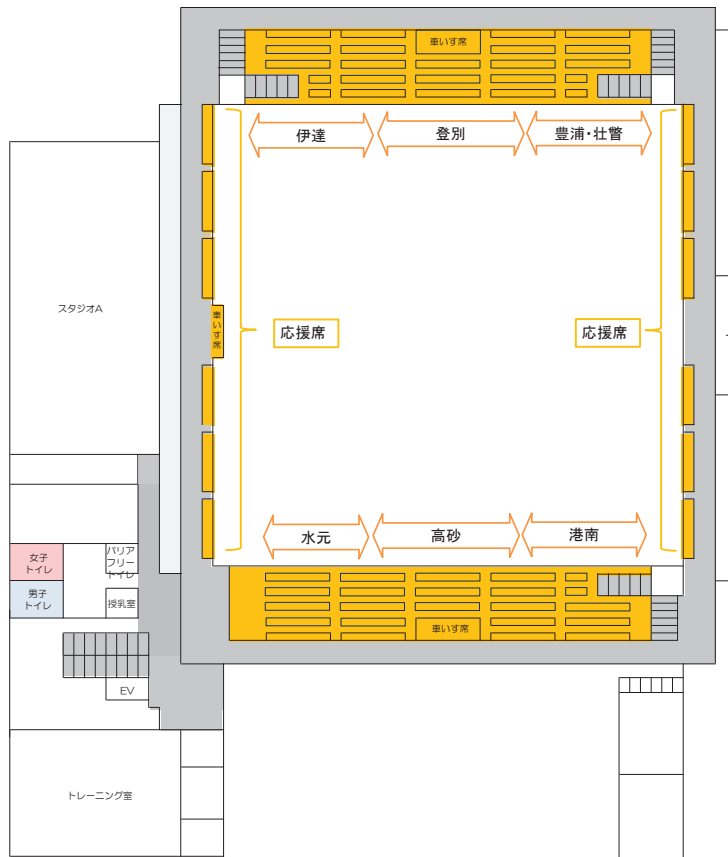 車いす席
伊達
登別
豊浦・壮瞥
スタジオA
車いす席
応援席
応援席
水元
高砂
港南
女子
トイレ
バリア
フリー
トイレ
男子
トイレ
授乳室
車いす席
EV
トレーニング室